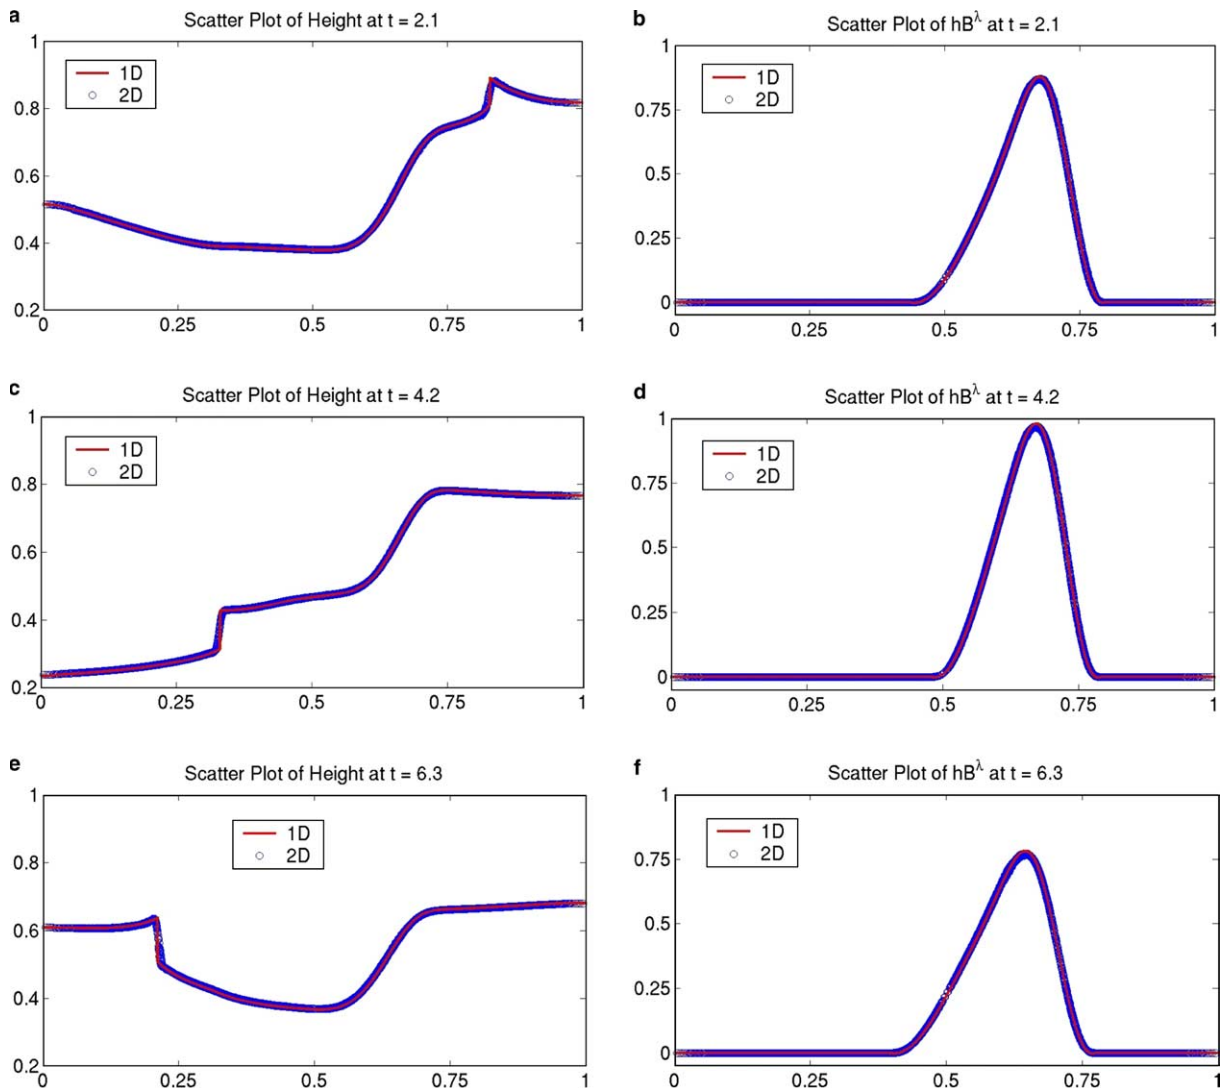 a
Scatter Plot of Height at t = 2.1
1
0.8
0.6
0.4
0.2
0 0.25 0.5 0.75 1
1D
2D
b
Scatter Plot of hB^λ at t = 2.1
1
0.75
0.5
0.25
0
0 0.25 0.5 0.75 1
1D
2D
c
Scatter Plot of Height at t = 4.2
1
0.8
0.6
0.4
0.2
0 0.25 0.5 0.75 1
1D
2D
d
Scatter Plot of hB^λ at t = 4.2
1
0.75
0.5
0.25
0
0 0.25 0.5 0.75 1
1D
2D
e
Scatter Plot of Height at t = 6.3
1
0.8
0.6
0.4
0.2
0 0.25 0.5 0.75 1
1D
2D
f
Scatter Plot of hB^λ at t = 6.3
1
0.75
0.5
0.25
0
0 0.25 0.5 0.75 1
1D
2D